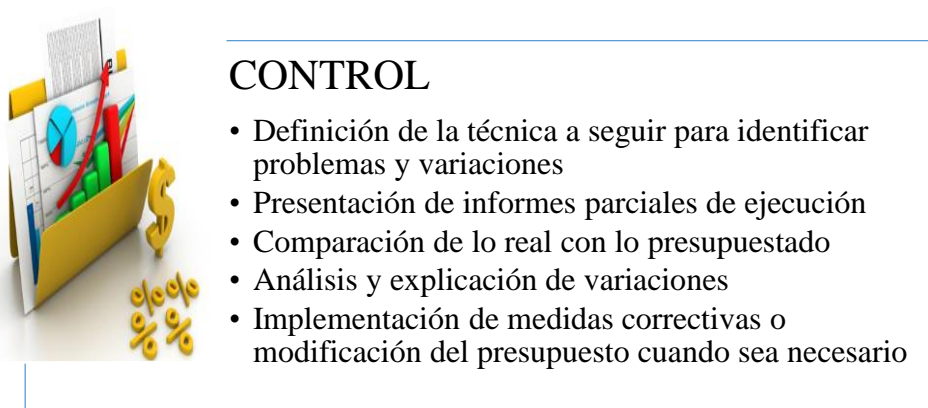 CONTROL
• Definición de la técnica a seguir para identificar
problemas y variaciones
• Presentación de informes parciales de ejecución
• Comparación de lo real con lo presupuestado
• Análisis y explicación de variaciones
• Implementación de medidas correctivas o
modificación del presupuesto cuando sea necesario